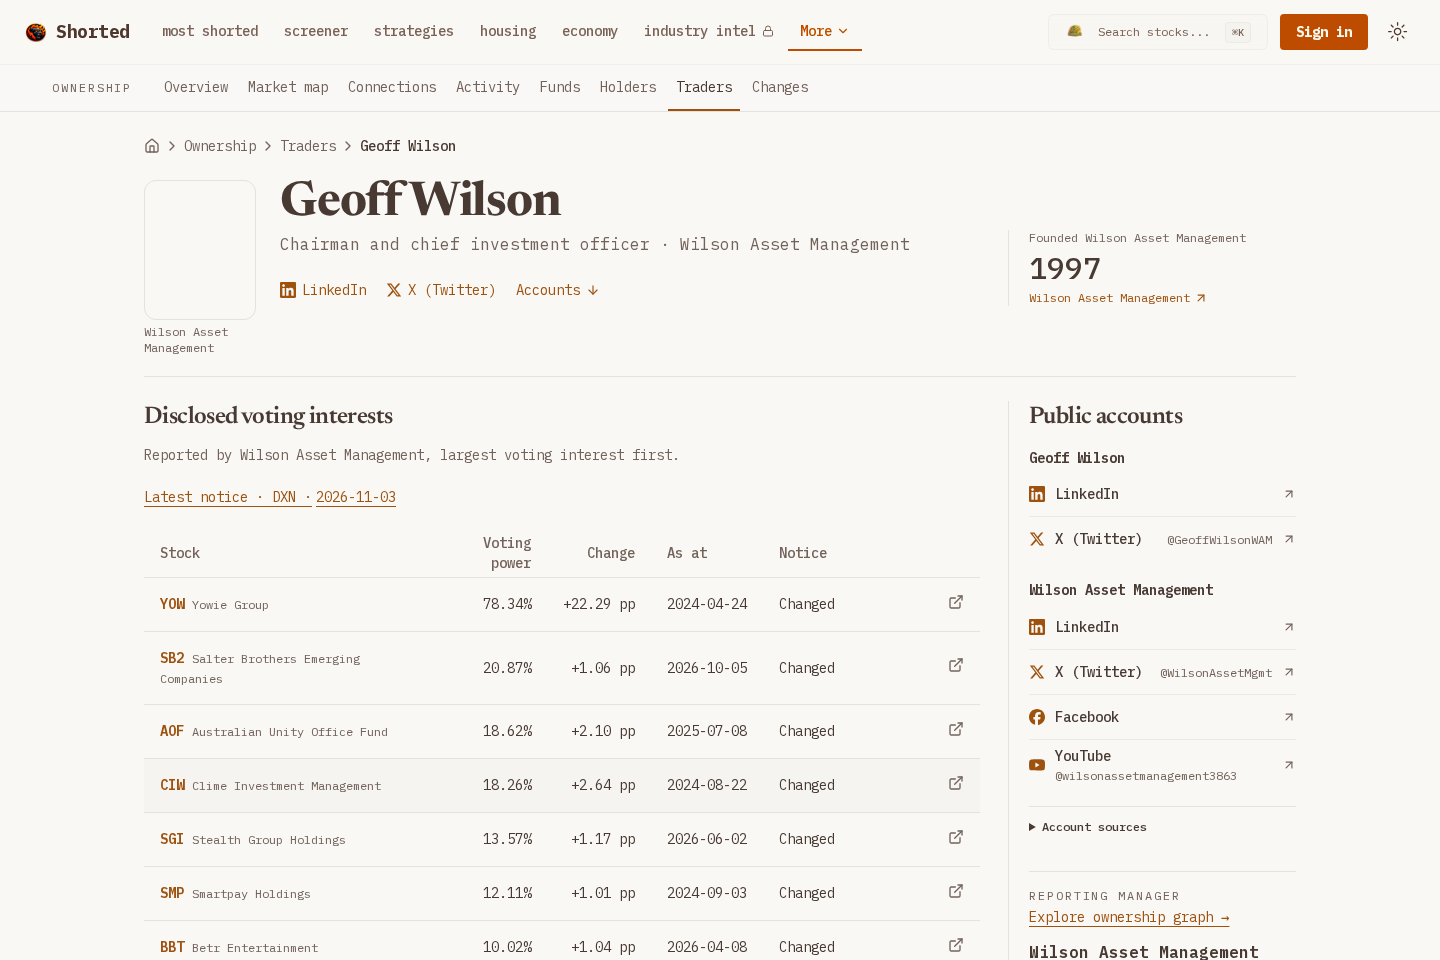 Shorted
most shorted
screener
strategies
housing
economy
industry intel
More
Search stocks...
⌘K
Sign in
OWNERSHIP
Overview
Market map
Connections
Activity
Funds
Holders
Traders
Changes
Ownership
Traders
Geoff Wilson
Geoff Wilson
Chairman and chief investment officer · Wilson Asset Management
LinkedIn
X (Twitter)
Accounts ↓
Wilson Asset
Management
Founded Wilson Asset Management
1997
Wilson Asset Management
Disclosed voting interests
Reported by Wilson Asset Management, largest voting interest first.
Latest notice · DXN · 2026-11-03
Stock
Voting
power
Change
As at
Notice
YOW Yowie Group 78.34% +22.29 pp 2024-04-24 Changed
SB2 Salter Brothers Emerging
Companies
20.87% +1.06 pp 2026-10-05 Changed
AOF Australian Unity Office Fund 18.62% +2.10 pp 2025-07-08 Changed
CIW Clime Investment Management 18.26% +2.64 pp 2024-08-22 Changed
SGI Stealth Group Holdings 13.57% +1.17 pp 2026-06-02 Changed
SMP Smartpay Holdings 12.11% +1.01 pp 2024-09-03 Changed
BBT Betr Entertainment 10.02% +1.04 pp 2026-04-08 Changed
Public accounts
Geoff Wilson
LinkedIn
X (Twitter) @GeoffWilsonWAM
Wilson Asset Management
LinkedIn
X (Twitter) @WilsonAssetMgmt
Facebook
YouTube
@wilsonassetmanagement3863
Account sources
REPORTING MANAGER
Explore ownership graph →
Wilson Asset Management